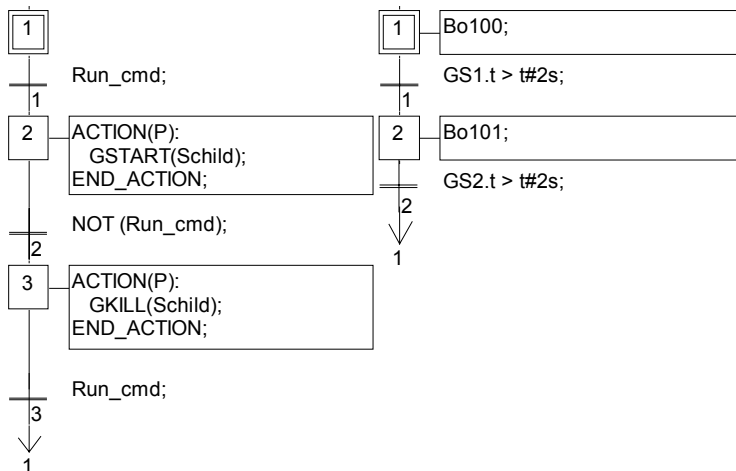 1
Run_cmd;
1
2
ACTION(P):
GSTART(Schild);
END_ACTION;
NOT (Run_cmd);
2
3
ACTION(P):
GKILL(Schild);
END_ACTION;
Run_cmd;
3
1
1
Bo100;
GS1.t > t#2s;
1
2
Bo101;
GS2.t > t#2s;
2
1